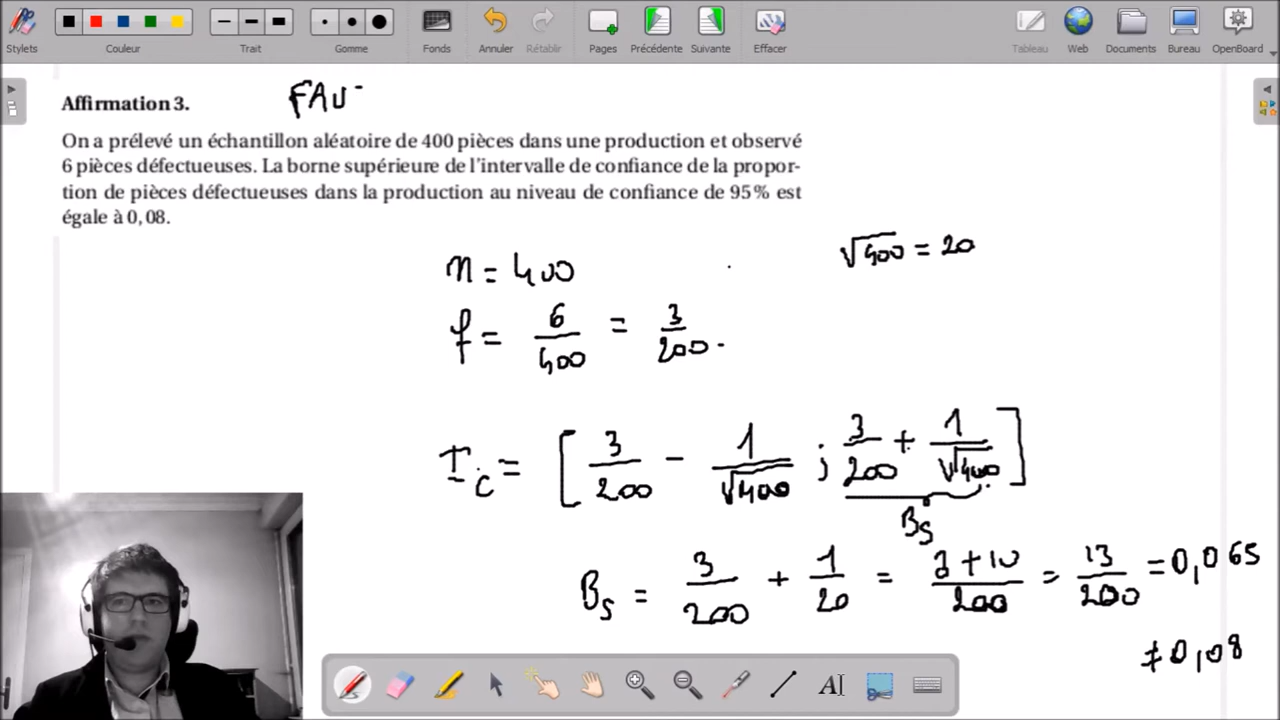 Stylets Couleur Trait Gomme Fonds Annuler Rétablir Pages Précédente Suivante Effacer Tableau Web Documents Bureau OpenBoard
Affirmation 3. FAU
On a prélevé un échantillon aléatoire de 400 pièces dans une production et observé
6 pièces défectueuses. La borne supérieure de l'intervalle de confiance de la propor-
tion de pièces défectueuses dans la production au niveau de confiance de 95% est
égale à 0,08.
√400 = 20
n = 400
f = 6/400 = 3/200.
Ic = [3/200 - 1/√400 ; 3/200 + 1/√400]
Bs
Bs = 3/200 + 1/20 = 3+10/200 = 13/200 = 0,065
≠ 0,08